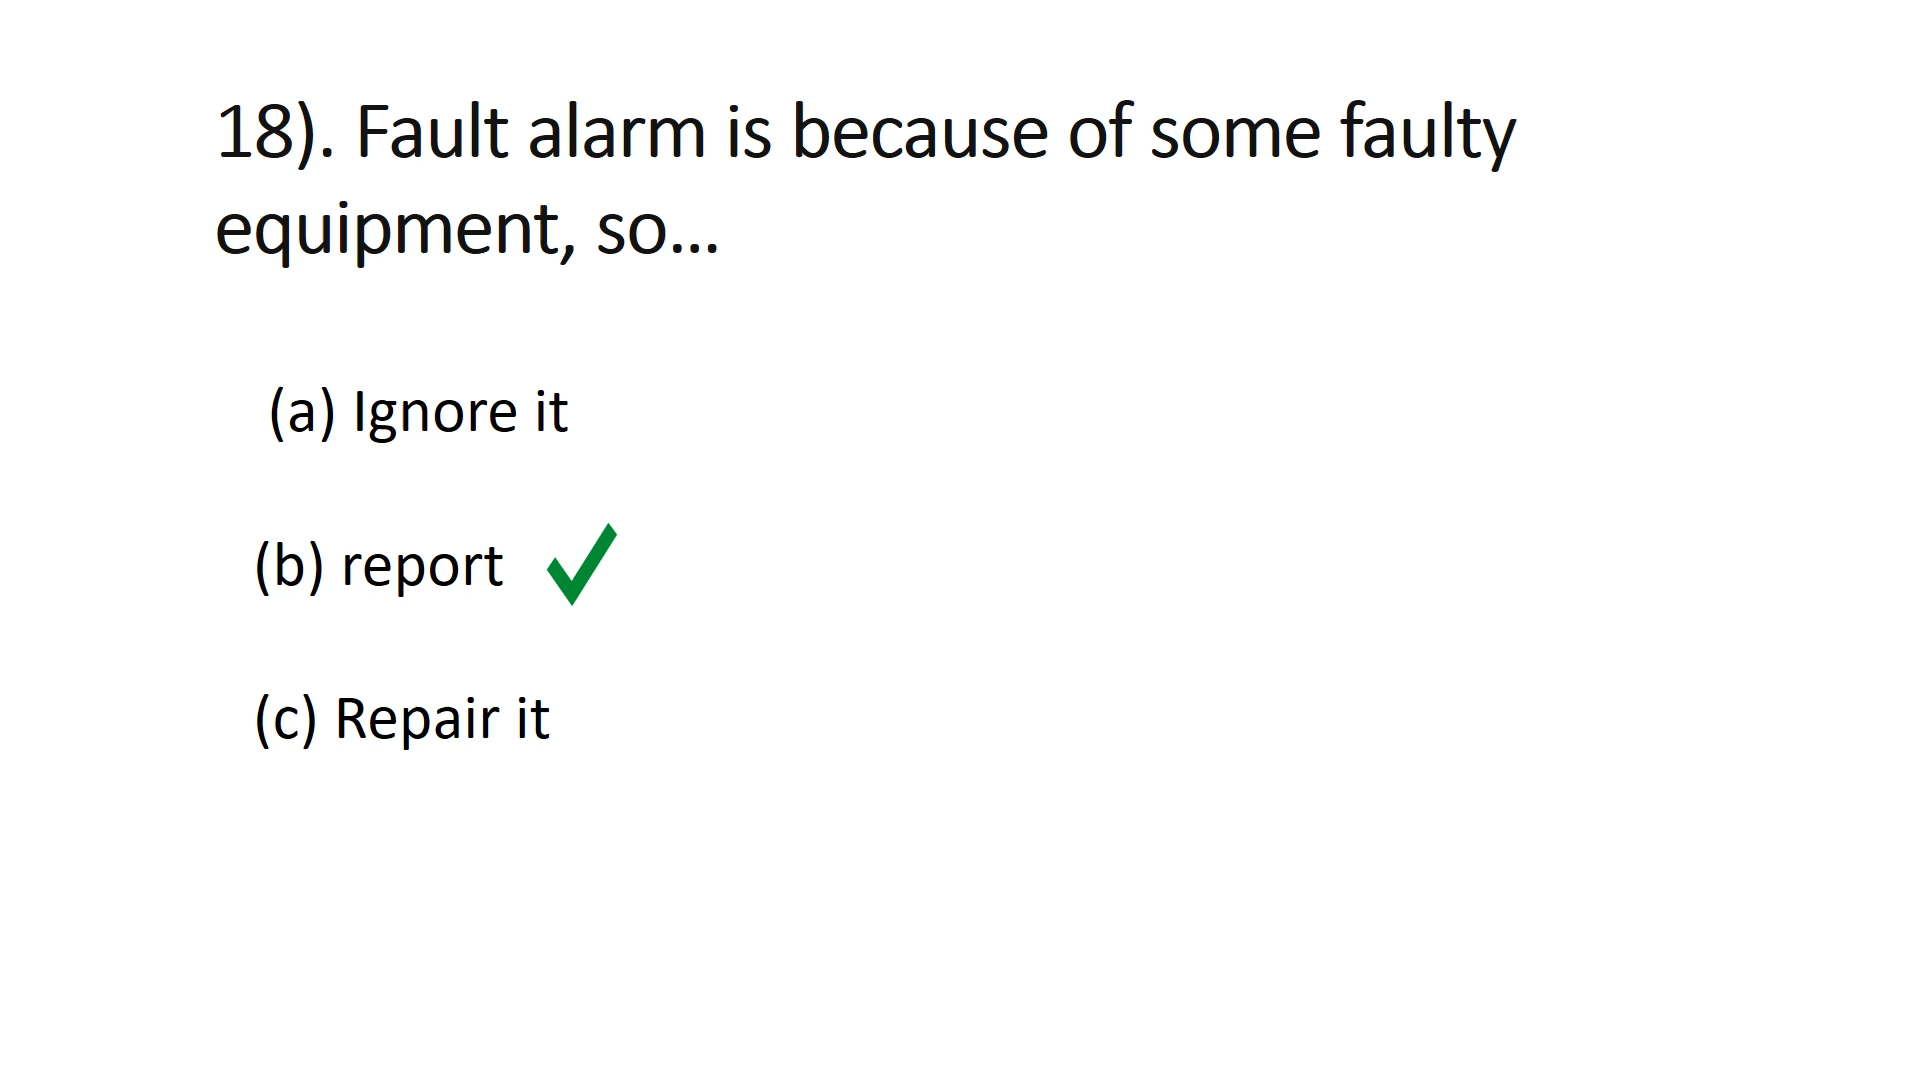 18). Fault alarm is because of some faulty
equipment, so...
(a) Ignore it
(b) report
(c) Repair it